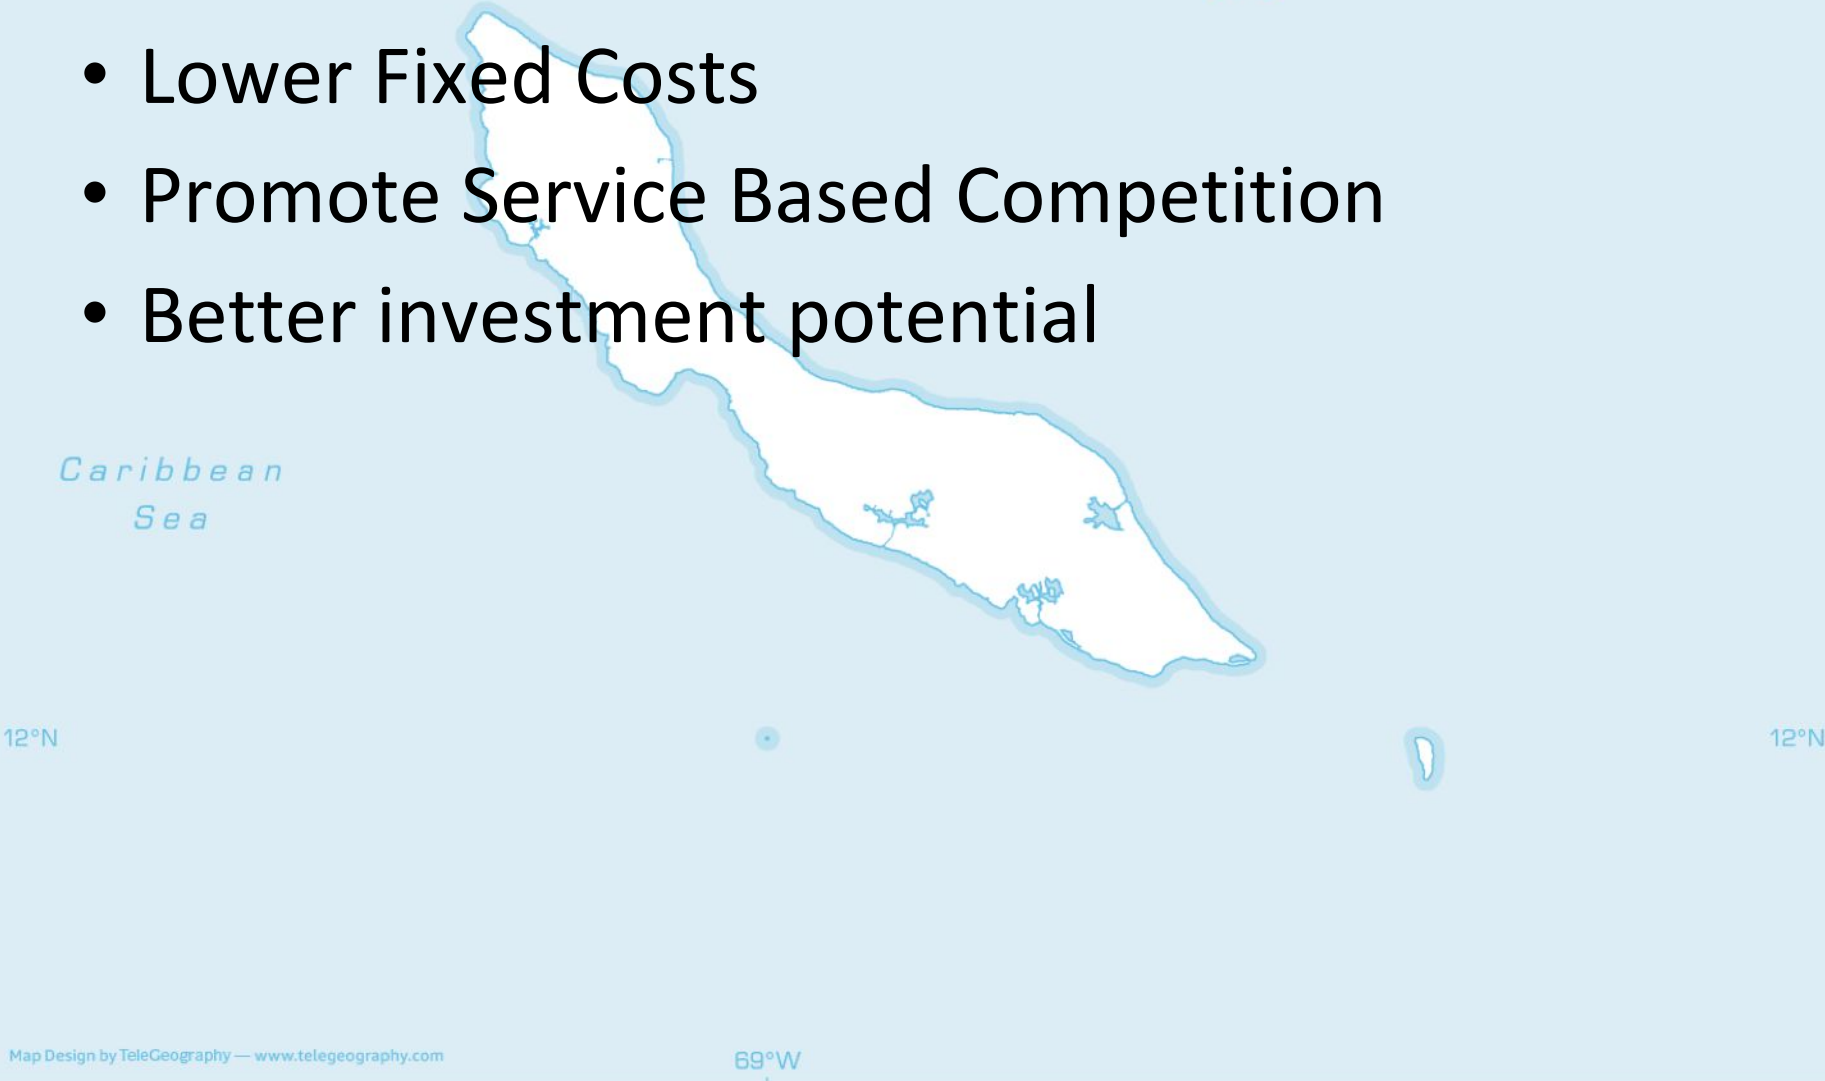 • Lower Fixed Costs
• Promote Service Based Competition
• Better investment potential
Caribbean
Sea
12°N
12°N
Map Design by TeleGeography — www.telegeography.com
69°W